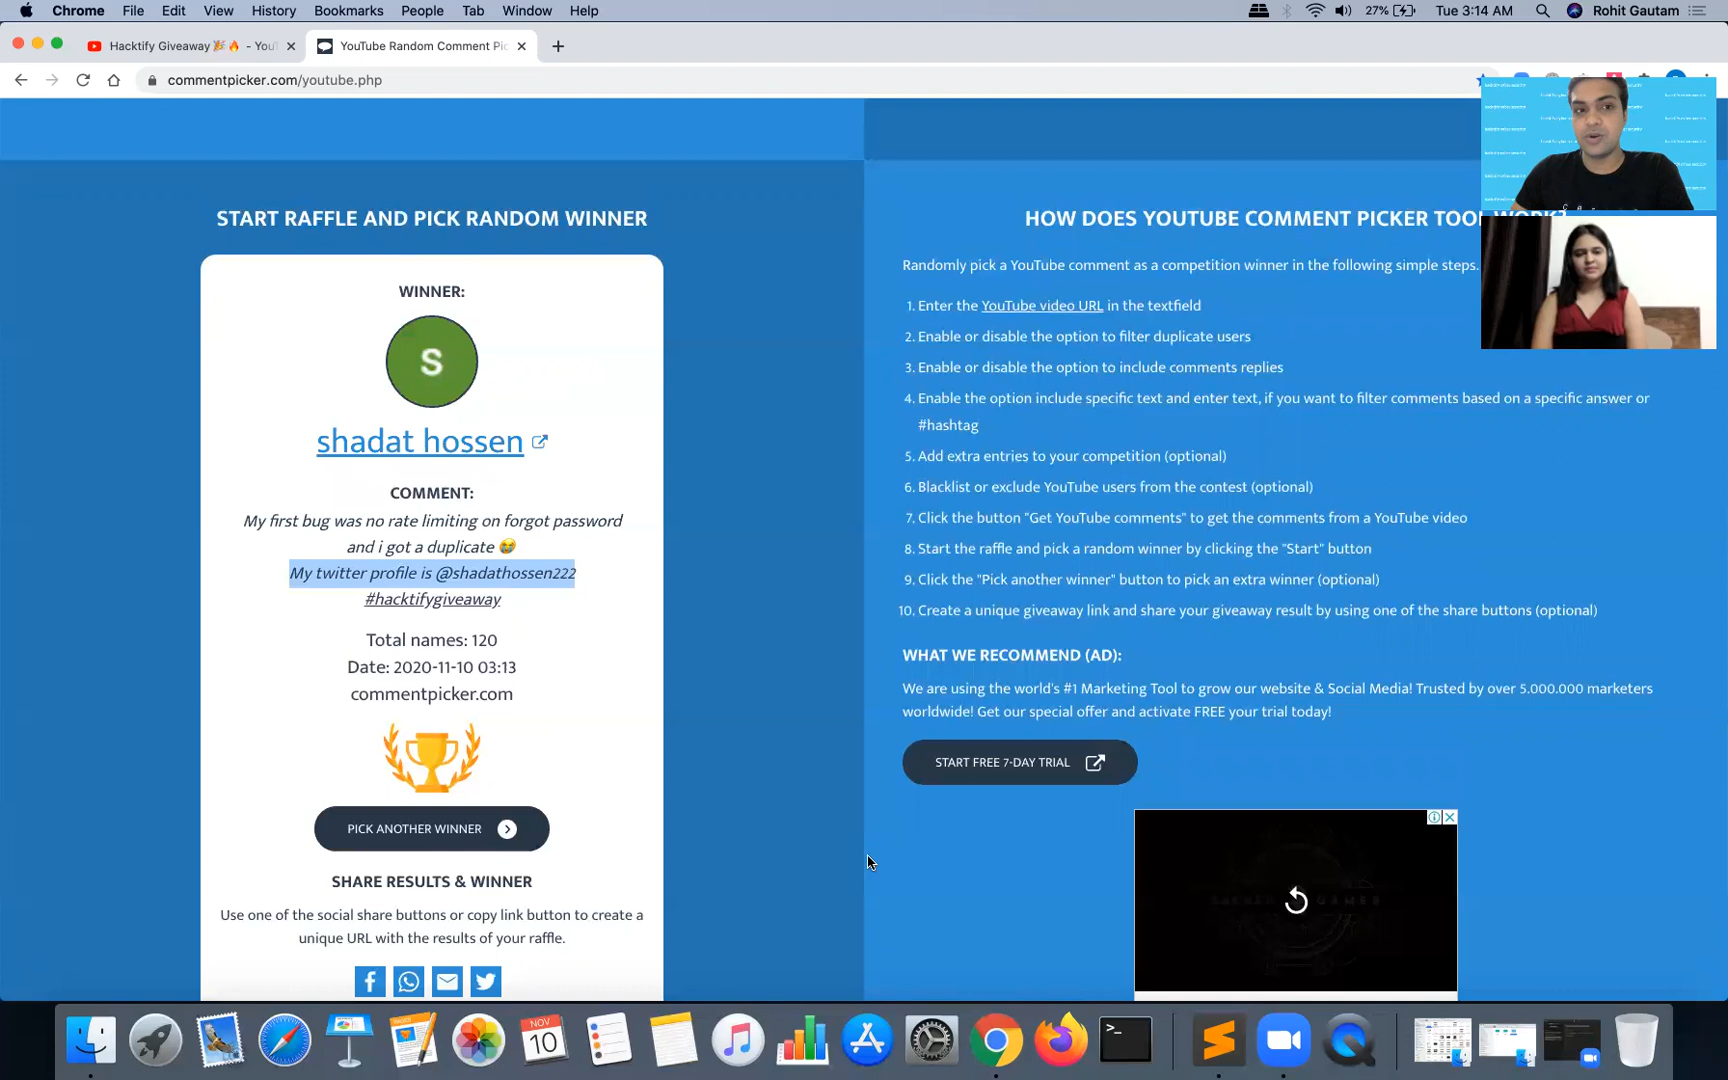 Chrome File Edit View History Bookmarks People Tab Window Help
27% Tue 3:14 AM Rohit Gautam
Hacktify Giveaway - You
YouTube Random Comment Pic
commentpicker.com/youtube.php
START RAFFLE AND PICK RANDOM WINNER
WINNER:
S
shadat hossen
COMMENT:
My first bug was no rate limiting on forgot password
and i got a duplicate 😭
My twitter profile is @shadathossen222
#hacktifygiveaway
Total names: 120
Date: 2020-11-10 03:13
commentpicker.com
PICK ANOTHER WINNER
SHARE RESULTS & WINNER
Use one of the social share buttons or copy link button to create a
unique URL with the results of your raffle.
HOW DOES YOUTUBE COMMENT PICKER TOOL WORK?
Randomly pick a YouTube comment as a competition winner in the following simple steps.
1. Enter the YouTube video URL in the textfield
2. Enable or disable the option to filter duplicate users
3. Enable or disable the option to include comments replies
4. Enable the option include specific text and enter text, if you want to filter comments based on a specific answer or
#hashtag
5. Add extra entries to your competition (optional)
6. Blacklist or exclude YouTube users from the contest (optional)
7. Click the button "Get YouTube comments" to get the comments from a YouTube video
8. Start the raffle and pick a random winner by clicking the "Start" button
9. Click the "Pick another winner" button to pick an extra winner (optional)
10. Create a unique giveaway link and share your giveaway result by using one of the share buttons (optional)
WHAT WE RECOMMEND (AD):
We are using the world's #1 Marketing Tool to grow our website & Social Media! Trusted by over 5.000.000 marketers
worldwide! Get our special offer and activate FREE your trial today!
START FREE 7-DAY TRIAL
NOV
10